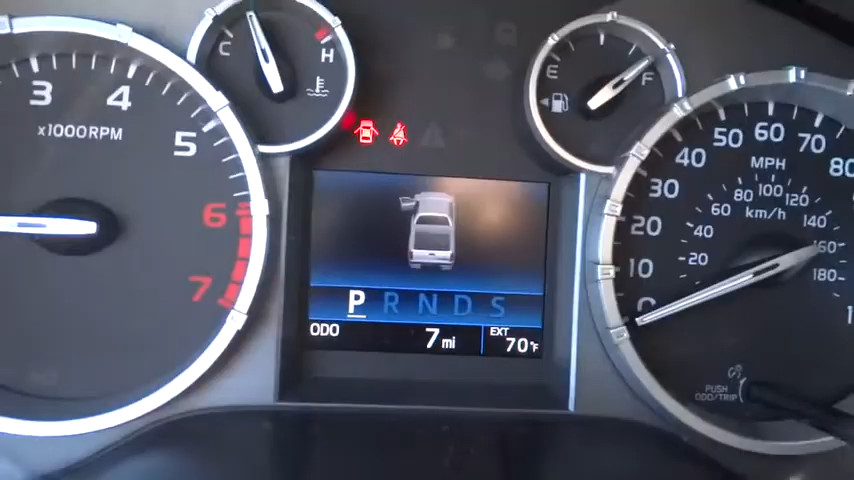 3 4 5 6 7
x1000RPM
C H
E F
0 10 20 30 40 50 60 70 80
MPH
20 40 60 80 100 120 140 160 180
km/h
P R N D S
ODO 7 mi
EXT 70°F
PUSH
ODO/TRIP